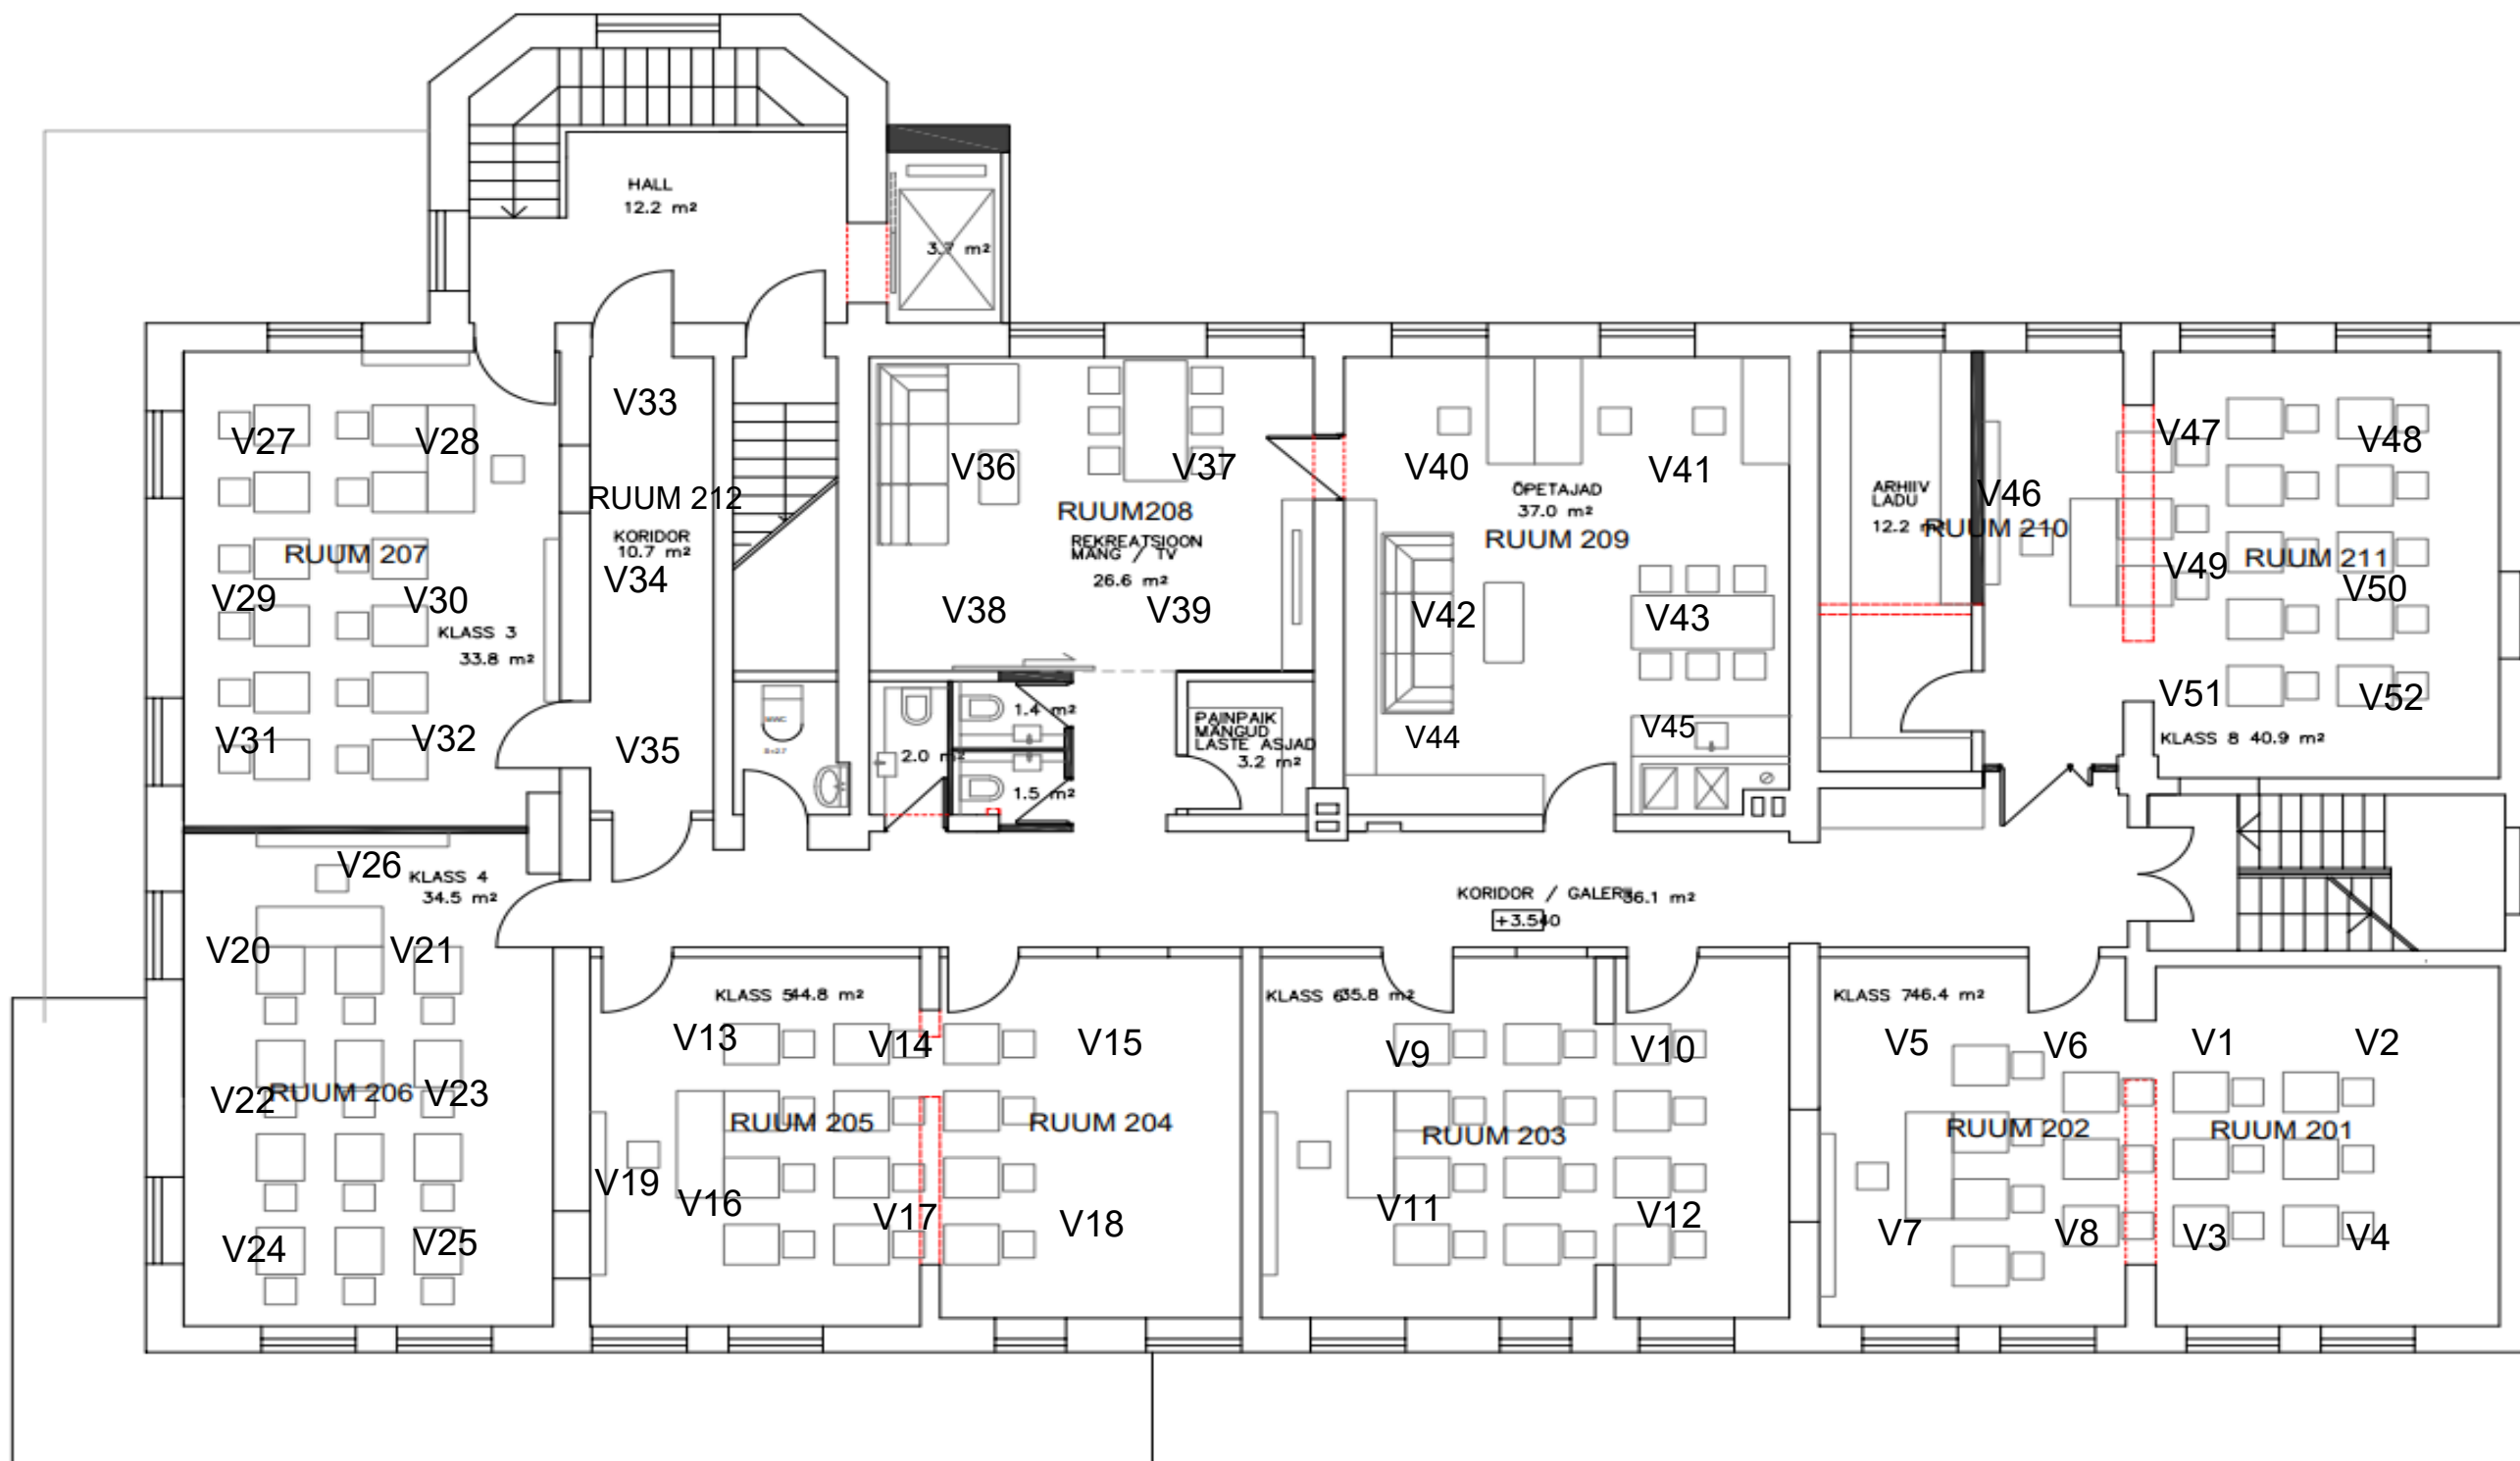 HALL
12.2 m²
3.7 m²
V33
V27
V28
V47
V48
V36
V37
V40
V41
ÕPETAJAD
37.0 m²
ARHIIV
LADU
12.2 m²
V46
RUUM 212
KORIDOR
10.7 m²
V34
RUUM208
REKREATSIOON
MÄNG / TV
26.6 m²
RUUM 209
RUUM 210
RUUM 207
RUUM 211
V49
V50
V29
V30
KLASS 3
33.8 m²
V38
V39
V42
V43
V51
V52
KLASS 8 40.9 m²
V31
V32
V35
1.4 m²
2.0 m²
1.5 m²
PAINPAIK
MÄNGUD
LASTE ASJAD
3.2 m²
V44
V45
V26
KLASS 4
34.5 m²
KORIDOR / GALERII 36.1 m²
+3.540
V20
V21
KLASS 5 44.8 m²
KLASS 6 35.8 m²
KLASS 7 46.4 m²
V13
V14
V15
V9
V10
V5
V6
V1
V2
V22
RUUM 206
V23
RUUM 205
RUUM 204
RUUM 203
RUUM 202
RUUM 201
V19
V16
V17
V18
V11
V12
V7
V8
V3
V4
V24
V25